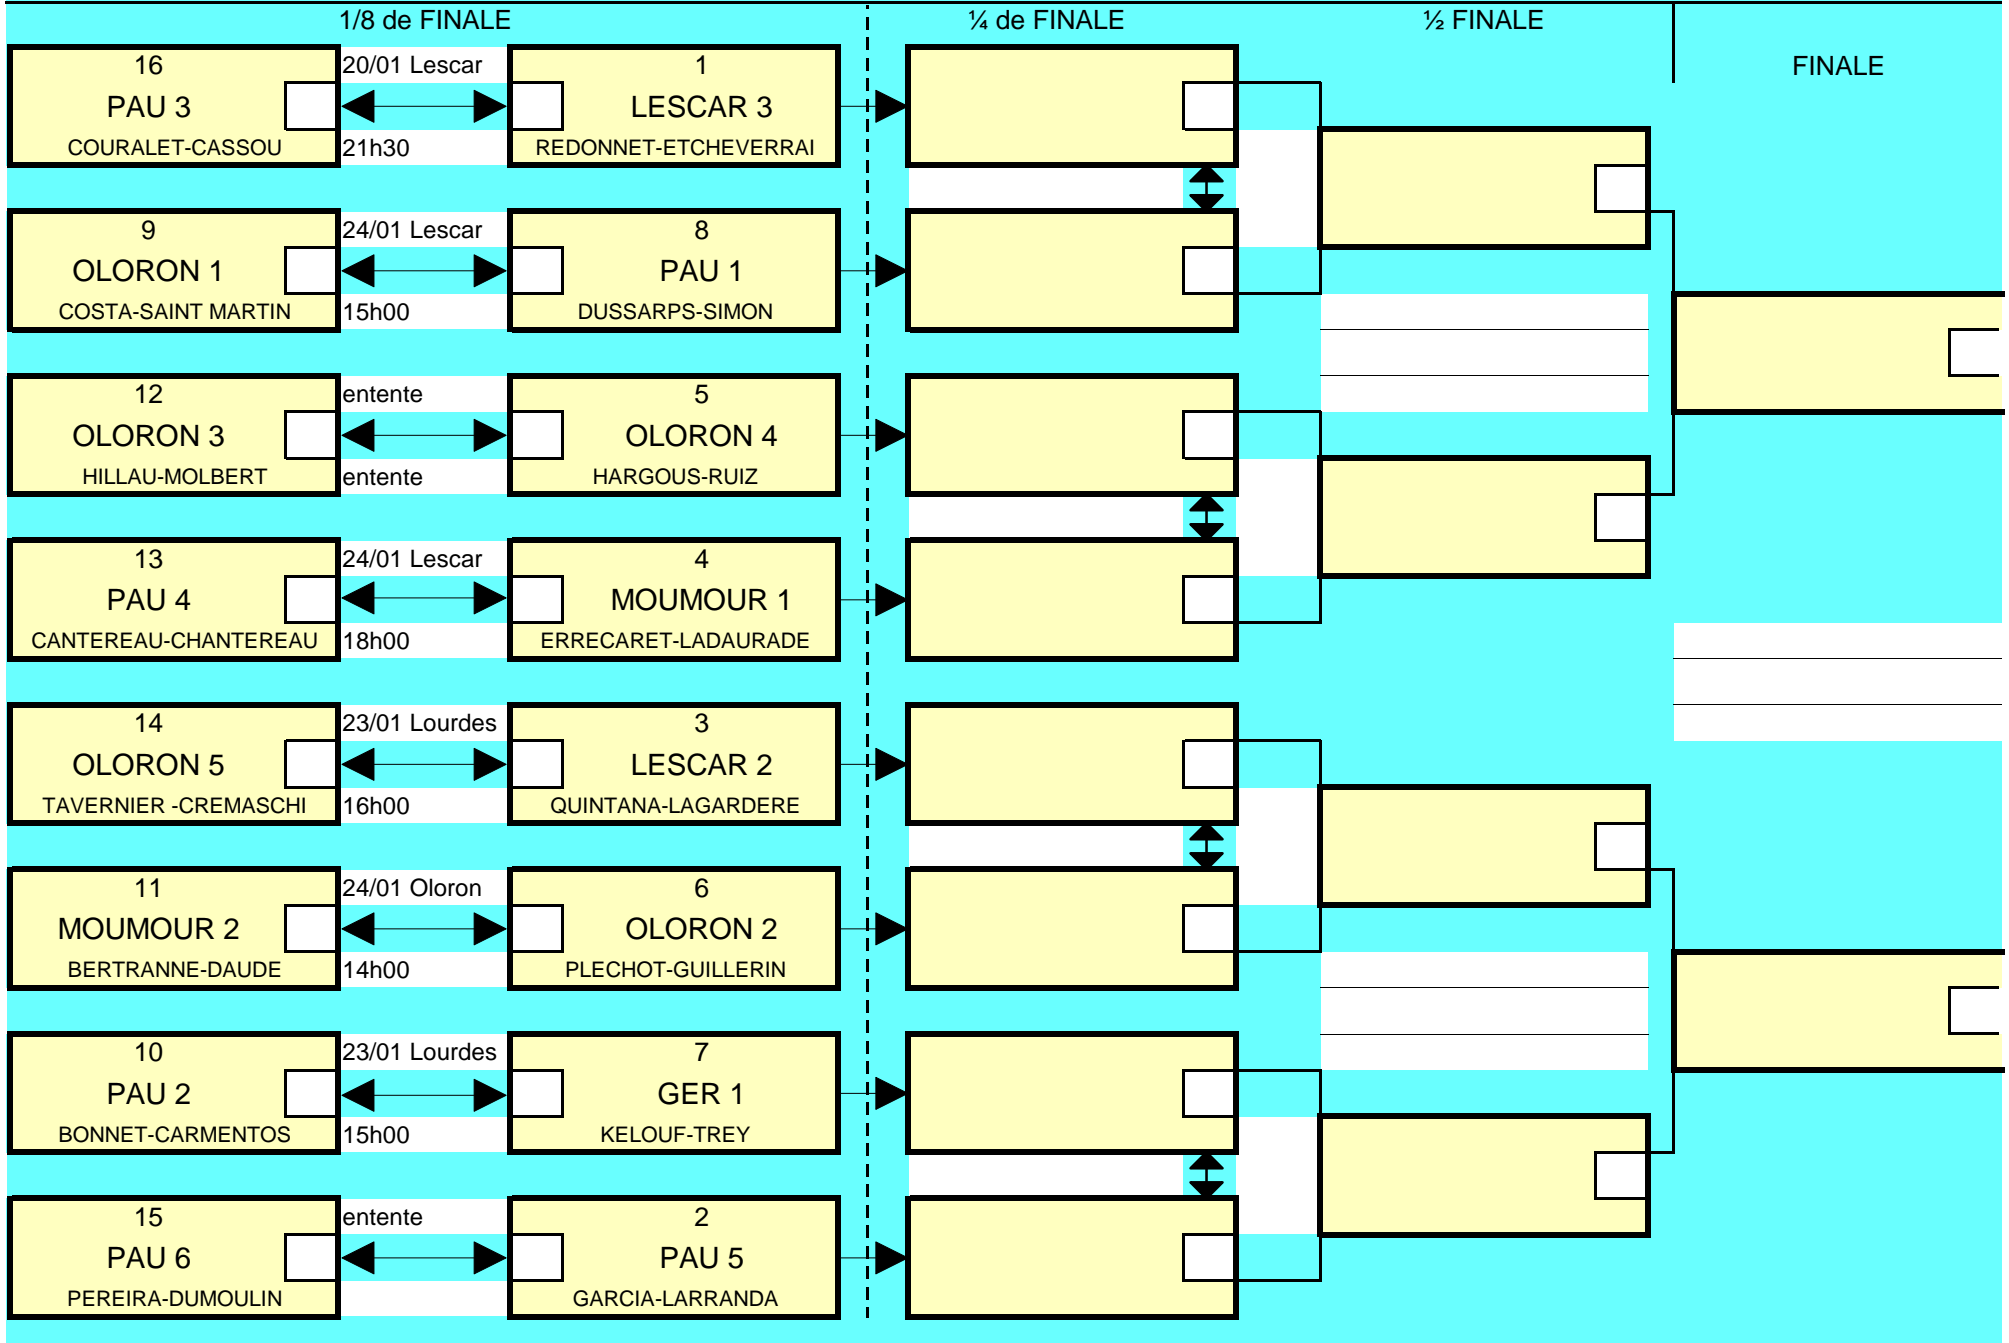 1/8 de FINALE
¼ de FINALE
½ FINALE
FINALE
16
PAU 3
COURALET-CASSOU
20/01 Lescar
21h30
1
LESCAR 3
REDONNET-ETCHEVERRAI
9
OLORON 1
COSTA-SAINT MARTIN
24/01 Lescar
15h00
8
PAU 1
DUSSARPS-SIMON
12
OLORON 3
HILLAU-MOLBERT
entente
entente
5
OLORON 4
HARGOUS-RUIZ
13
PAU 4
CANTEREAU-CHANTEREAU
24/01 Lescar
18h00
4
MOUMOUR 1
ERRECARET-LADAURADE
14
OLORON 5
TAVERNIER -CREMASCHI
23/01 Lourdes
16h00
3
LESCAR 2
QUINTANA-LAGARDERE
11
MOUMOUR 2
BERTRANNE-DAUDE
24/01 Oloron
14h00
6
OLORON 2
PLECHOT-GUILLERIN
10
PAU 2
BONNET-CARMENTOS
23/01 Lourdes
15h00
7
GER 1
KELOUF-TREY
15
PAU 6
PEREIRA-DUMOULIN
entente
2
PAU 5
GARCIA-LARRANDA